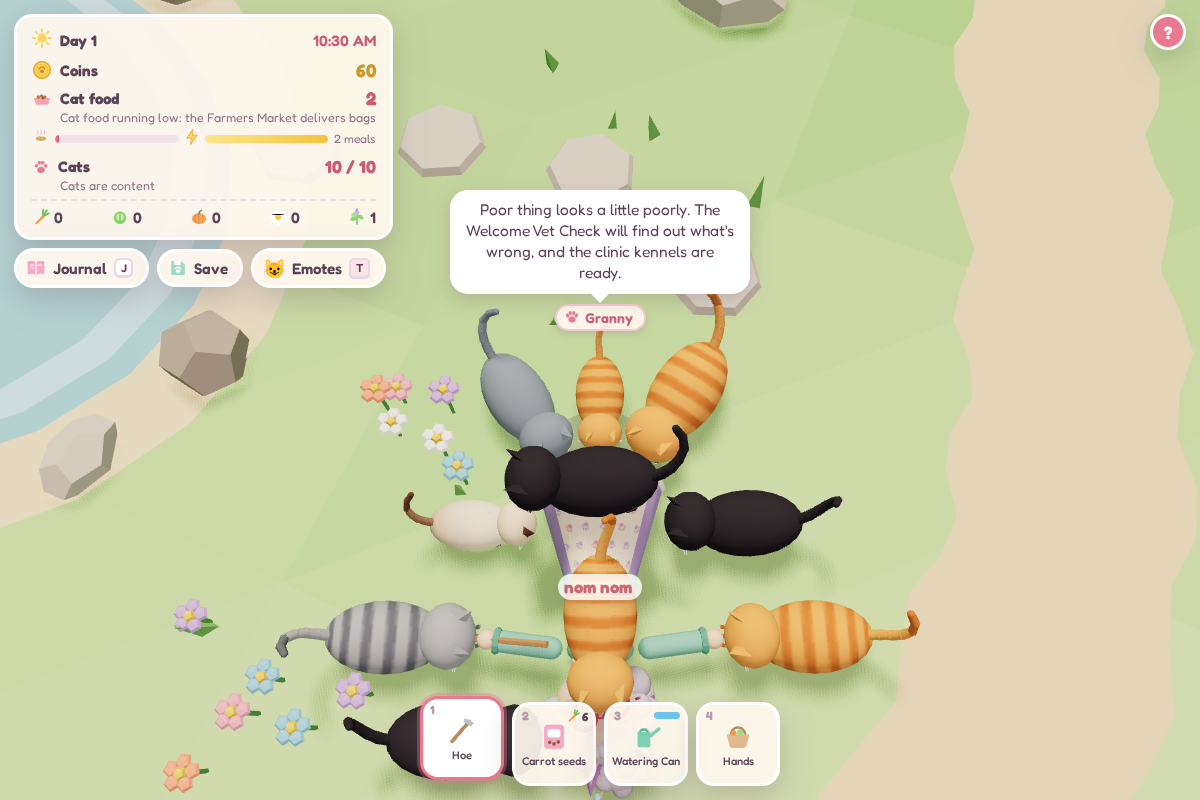 Day 1
10:30 AM
Coins
60
Cat food
2
Cat food running low: the Farmers Market delivers bags
2 meals
Cats
10 / 10
Cats are content
0
0
0
0
1
Journal J
Save
Emotes T
?
Poor thing looks a little poorly. The
Welcome Vet Check will find out what's
wrong, and the clinic kennels are
ready.
Granny
nom nom
1
Hoe
2
6
Carrot seeds
3
Watering Can
4
Hands